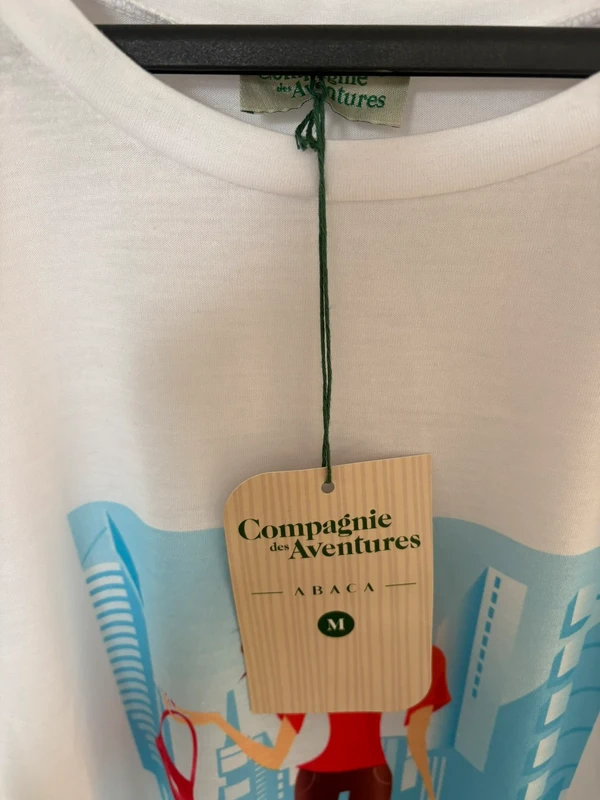 Compagnie
des Aventures
Compagnie
des Aventures
ABACA
M